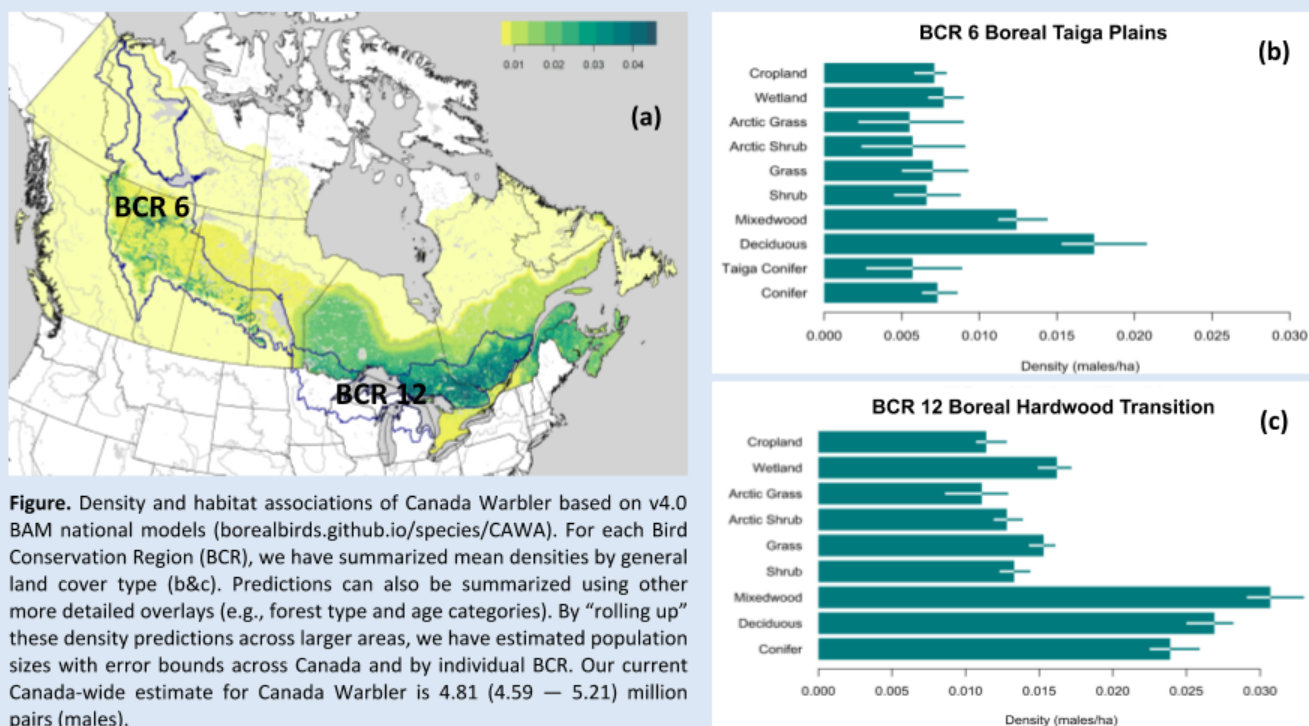 0.01 0.02 0.03 0.04
(a)
BCR 6
BCR 12
Figure. Density and habitat associations of Canada Warbler based on v4.0
BAM national models (borealbirds.github.io/species/CAWA). For each Bird
Conservation Region (BCR), we have summarized mean densities by general
land cover type (b&c). Predictions can also be summarized using other
more detailed overlays (e.g., forest type and age categories). By “rolling up”
these density predictions across larger areas, we have estimated population
sizes with error bounds across Canada and by individual BCR. Our current
Canada-wide estimate for Canada Warbler is 4.81 (4.59 — 5.21) million
pairs (males).
BCR 6 Boreal Taiga Plains
(b)
Cropland
Wetland
Arctic Grass
Arctic Shrub
Grass
Shrub
Mixedwood
Deciduous
Taiga Conifer
Conifer
0.000 0.005 0.010 0.015 0.020 0.025 0.030
Density (males/ha)
BCR 12 Boreal Hardwood Transition
(c)
Cropland
Wetland
Arctic Grass
Arctic Shrub
Grass
Shrub
Mixedwood
Deciduous
Conifer
0.000 0.005 0.010 0.015 0.020 0.025 0.030
Density (males/ha)